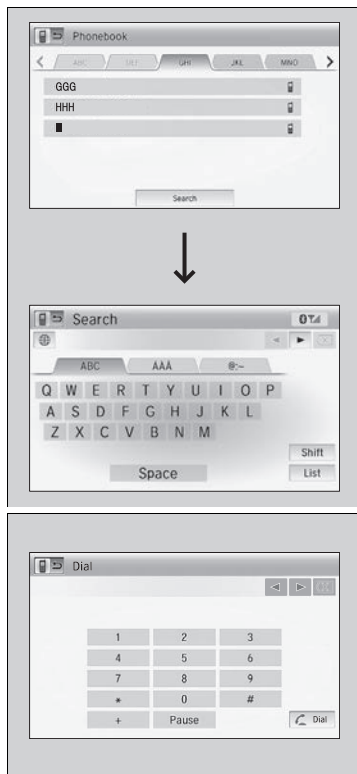 Phonebook
ABC DEF GHI JKL MNO
GGG
HHH
Search
Search
ABC ÀÁÂ @:~
Q W E R T Y U I O P
A S D F G H J K L
Z X C V B N M
Shift
Space List
Dial
1 2 3
4 5 6
7 8 9
* 0 #
+ Pause Dial